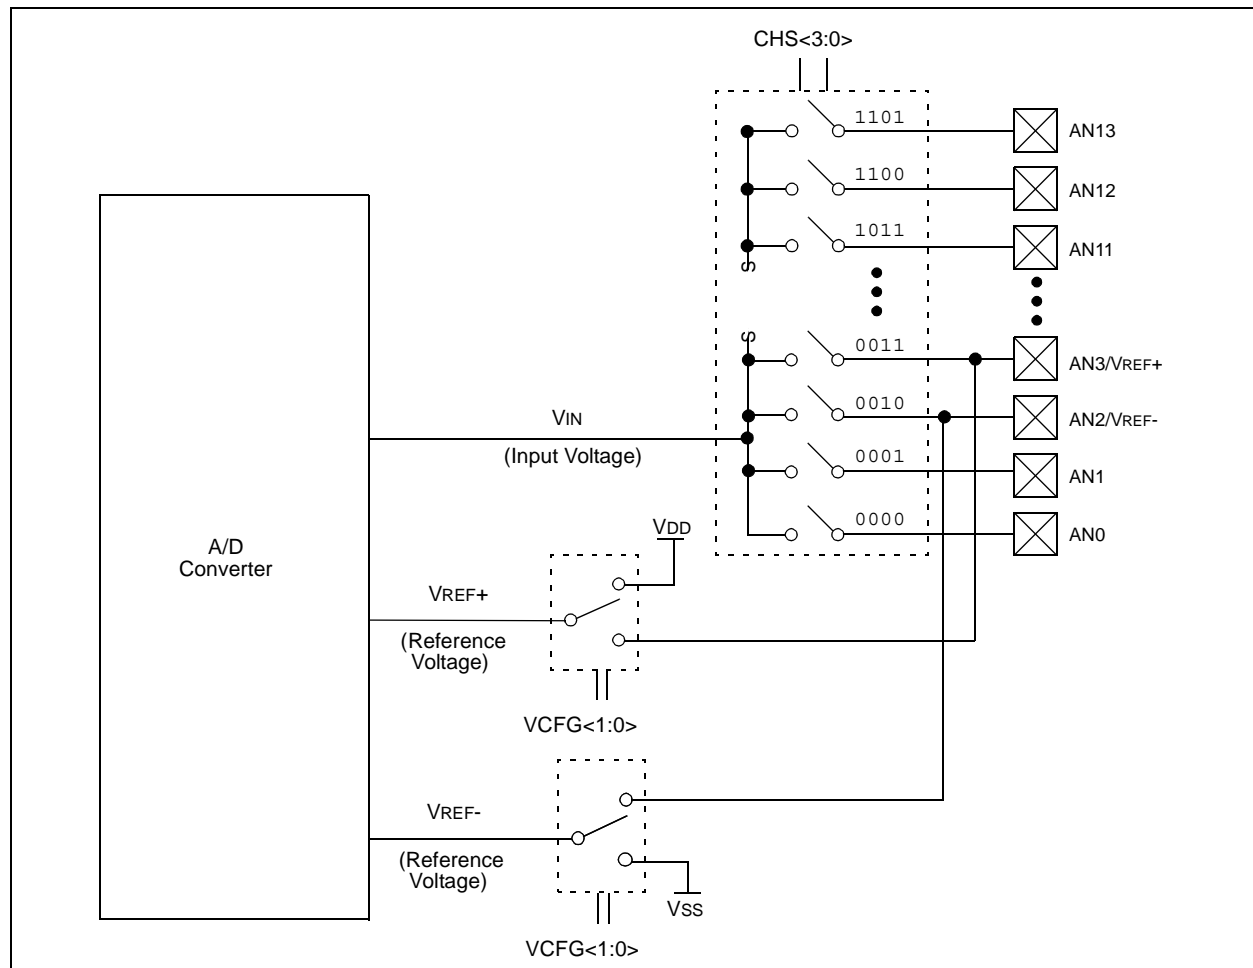 CHS<3:0>
1101
AN13
1100
AN12
1011
AN11
0011
AN3/VREF+
0010
AN2/VREF-
VIN
(Input Voltage)
0001
AN1
0000
AN0
VDD
A/D
Converter
VREF+
(Reference
Voltage)
VCFG<1:0>
VREF-
(Reference
Voltage)
VSS
VCFG<1:0>